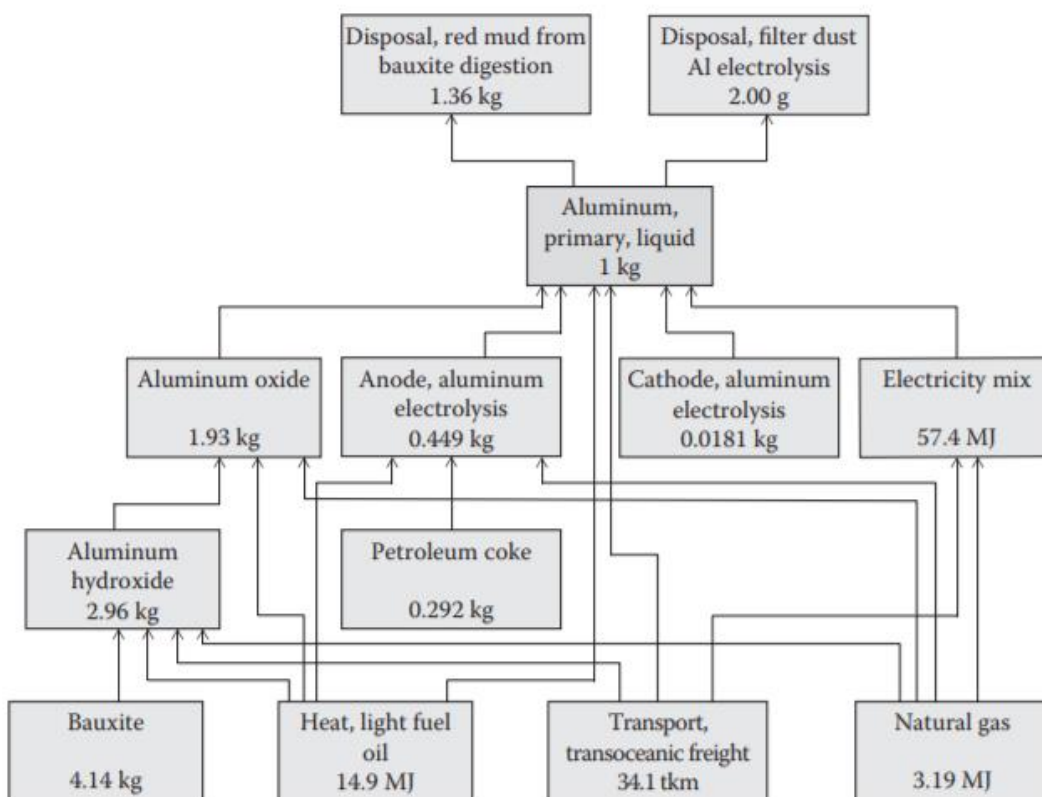 Disposal, red mud from
bauxite digestion
1.36 kg
Disposal, filter dust
Al electrolysis
2.00 g
Aluminum,
primary, liquid
1 kg
Aluminum oxide
1.93 kg
Anode, aluminum
electrolysis
0.449 kg
Cathode, aluminum
electrolysis
0.0181 kg
Electricity mix
57.4 MJ
Aluminum
hydroxide
2.96 kg
Petroleum coke
0.292 kg
Bauxite
4.14 kg
Heat, light fuel
oil
14.9 MJ
Transport,
transoceanic freight
34.1 tkm
Natural gas
3.19 MJ